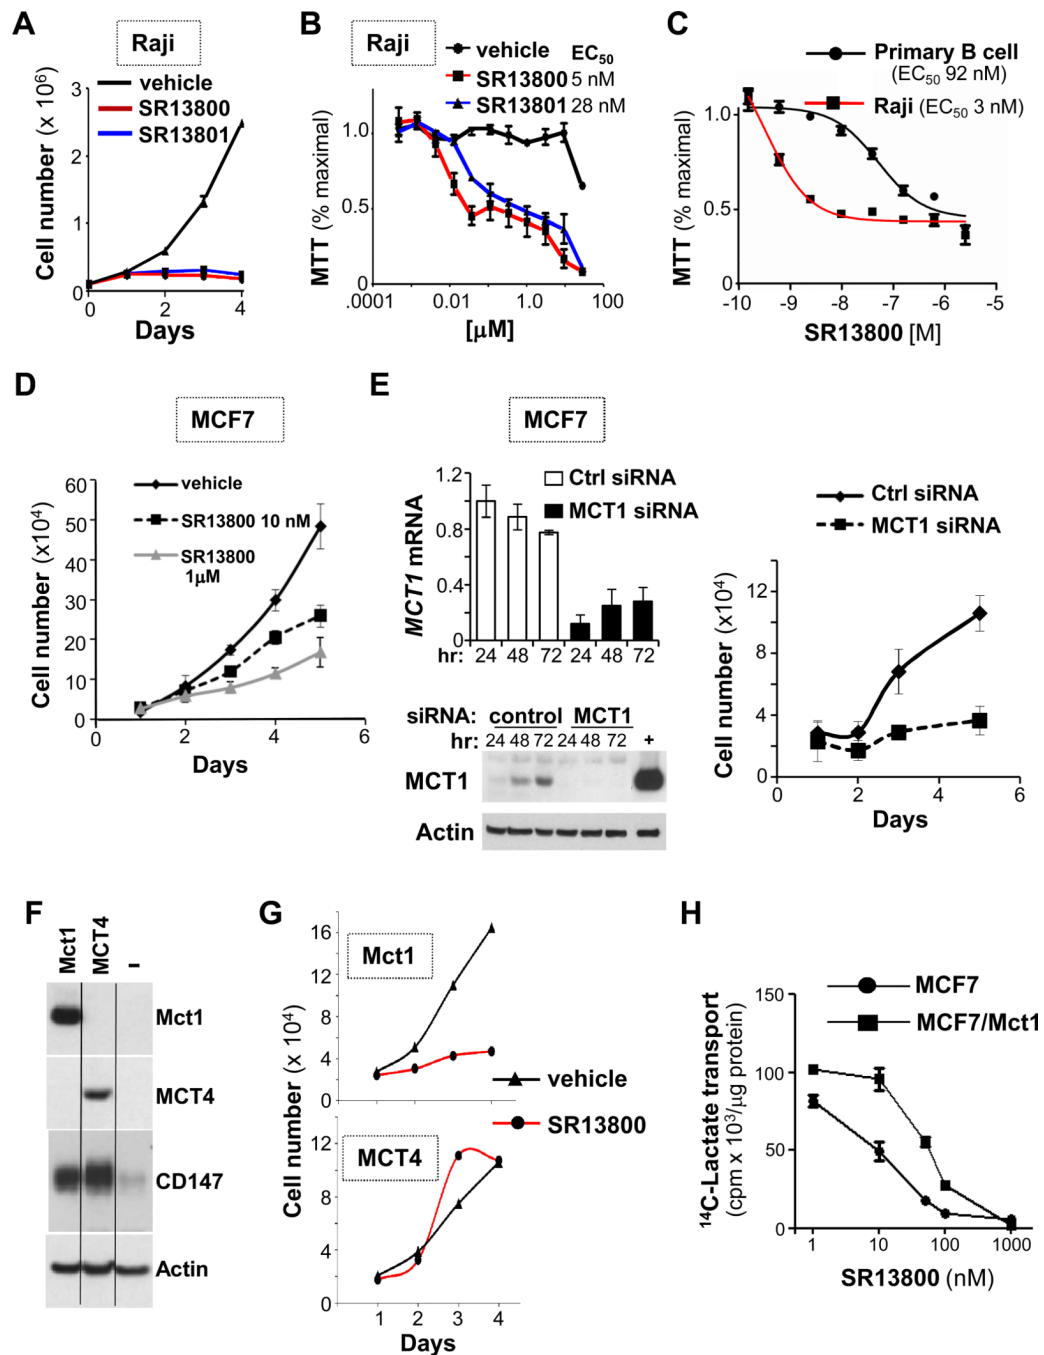 A
Raji
Cell number (x 10⁶)
3
2
1
0
vehicle
SR13800
SR13801
0 2 4
Days
B
Raji
vehicle EC50
SR13800 5 nM
SR13801 28 nM
MTT (% maximal)
1.0
0.5
0
.0001 0.01 1.0 100
[µM]
C
Primary B cell
(EC50 92 nM)
Raji (EC50 3 nM)
MTT (% maximal)
1.0
0.5
0
-10 -9 -8 -7 -6 -5
SR13800 [M]
D
MCF7
Cell number (x10⁴)
60
50
40
30
20
10
0
vehicle
SR13800 10 nM
SR13800
1µM
0 2 4 6
Days
E
MCF7
MCT1 mRNA
1.2
0.8
0.4
0
Ctrl siRNA
MCT1 siRNA
hr: 24 48 72 24 48 72
siRNA: control MCT1
hr: 24 48 72 24 48 72 +
MCT1
Actin
Ctrl siRNA
MCT1 siRNA
Cell number (x10⁴)
12
8
4
0
0 2 4 6
Days
F
Mct1 MCT4 –
Mct1
MCT4
CD147
Actin
G
Cell number (x 10⁴)
16
12
8
4
0
Mct1
vehicle
SR13800
12
8
4
0
MCT4
1 2 3 4
Days
H
MCF7
MCF7/Mct1
¹⁴C-Lactate transport
(cpm x 10³/µg protein)
150
100
50
0
1 10 100 1000
SR13800 (nM)